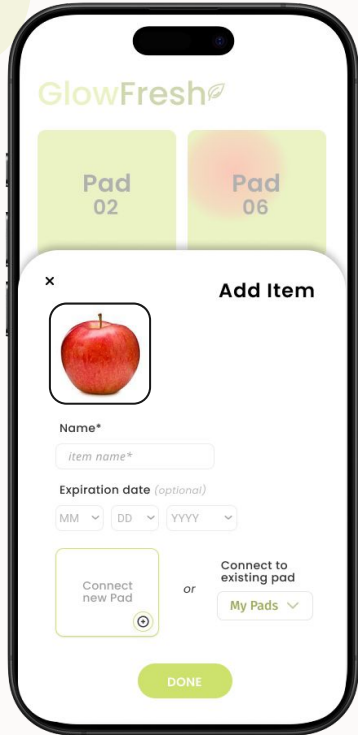 GlowFresh
Pad
02
Pad
06
×
Add Item
Name*
item name*
Expiration date (optional)
MM
DD
YYYY
Connect
new Pad
or
Connect to
existing pad
My Pads
DONE